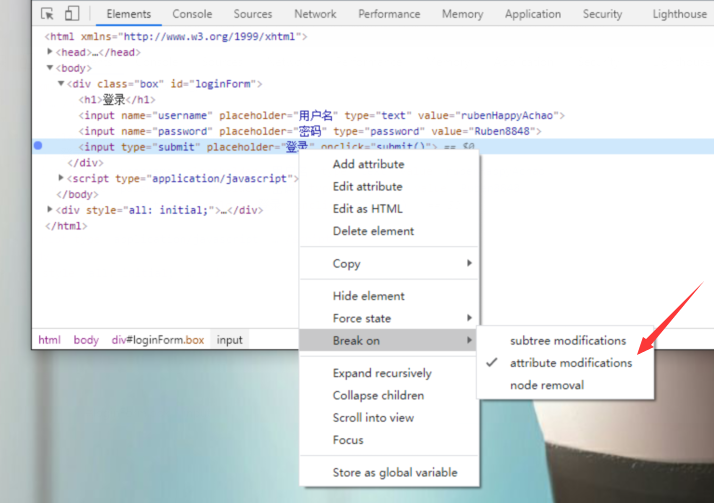 Elements Console Sources Network Performance Memory Application Security Lighthouse
<html xmlns="http://www.w3.org/1999/xhtml">
<head>…</head>
<body>
<div class="box" id="loginForm">
<h1>登录</h1>
<input name="username" placeholder="用户名" type="text" value="rubenHappyAchao">
<input name="password" placeholder="密码" type="password" value="Ruben8848">
<input type="submit" placeholder="登录" onclick="submit()"> == $0
</div>
<script type="application/javascript">
</body>
<div style="all: initial;">…</div>
</html>
Add attribute
Edit attribute
Edit as HTML
Delete element
Copy
Hide element
Force state
Break on
Expand recursively
Collapse children
Scroll into view
Focus
Store as global variable
subtree modifications
attribute modifications
node removal
html body div#loginForm.box input